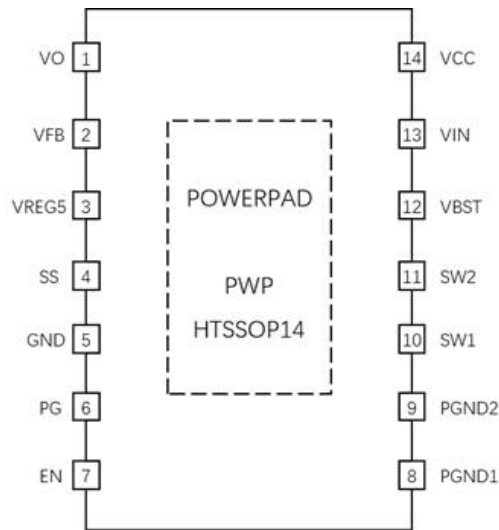 VO 1 14 VCC
VFB 2 13 VIN
POWERPAD
VREG5 3 12 VBST
SS 4 PWP 11 SW2
HTSSOP14
GND 5 10 SW1
PG 6 9 PGND2
EN 7 8 PGND1